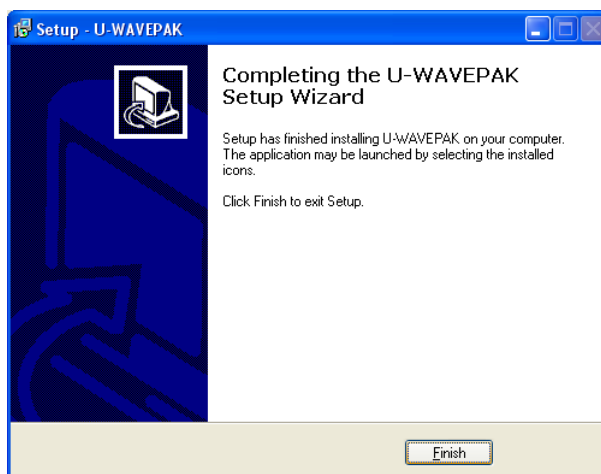 Setup - U-WAVEPAK
Completing the U-WAVEPAK
Setup Wizard
Setup has finished installing U-WAVEPAK on your computer.
The application may be launched by selecting the installed
icons.
Click Finish to exit Setup.
Finish